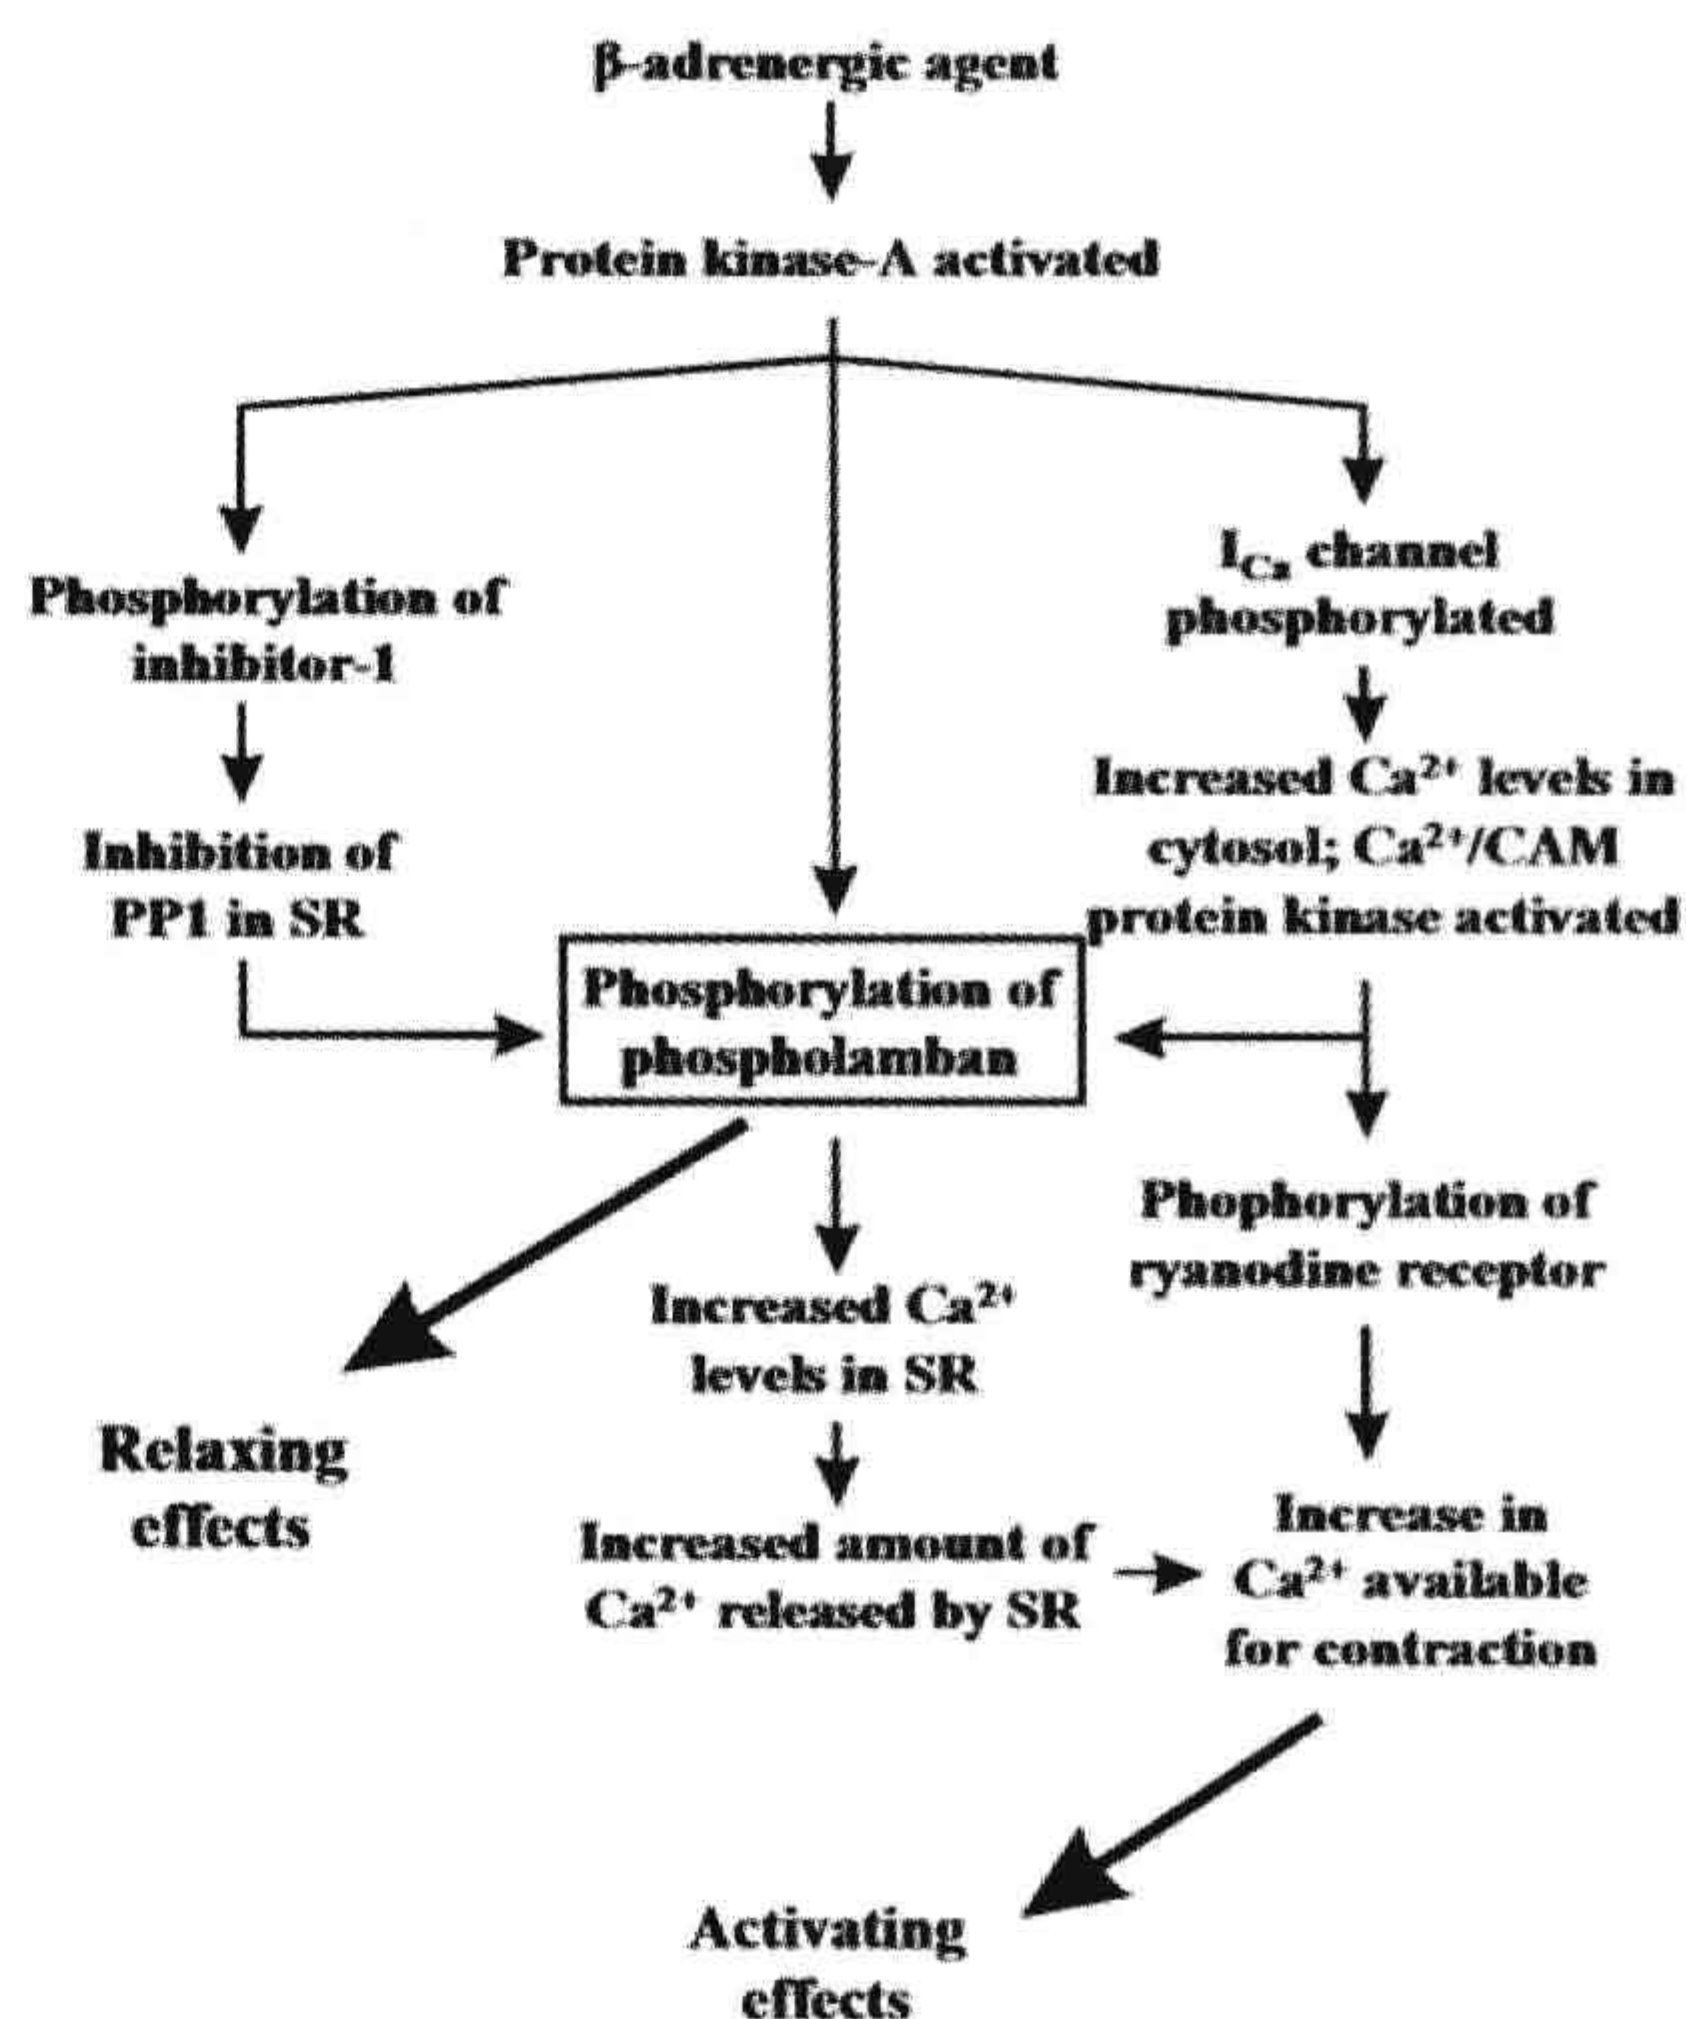 β-adrenergic agent
Protein kinase-A activated
Phosphorylation of
inhibitor-1
Inhibition of
PP1 in SR
I_Ca channel
phosphorylated
Increased Ca²⁺ levels in
cytosol; Ca²⁺/CAM
protein kinase activated
Phosphorylation of
phospholamban
Phophorylation of
ryanodine receptor
Relaxing
effects
Increased Ca²⁺
levels in SR
Increased amount of
Ca²⁺ released by SR
Increase in
Ca²⁺ available
for contraction
Activating
effects